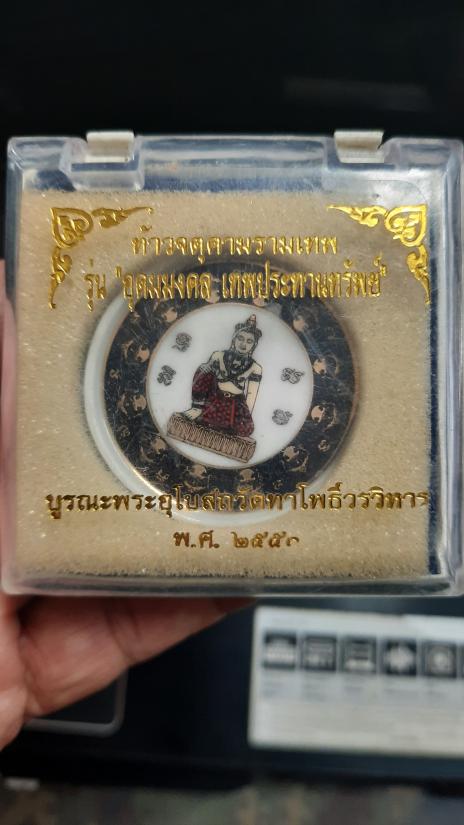 ท้าวจตุคามรามเทพ
รุ่น "อุดมมงคล เทพประทานทรัพย์"
บูรณะพระอุโบสถวัดท่าโพธิ์วรวิหาร
พ.ศ. ๒๕๕๐